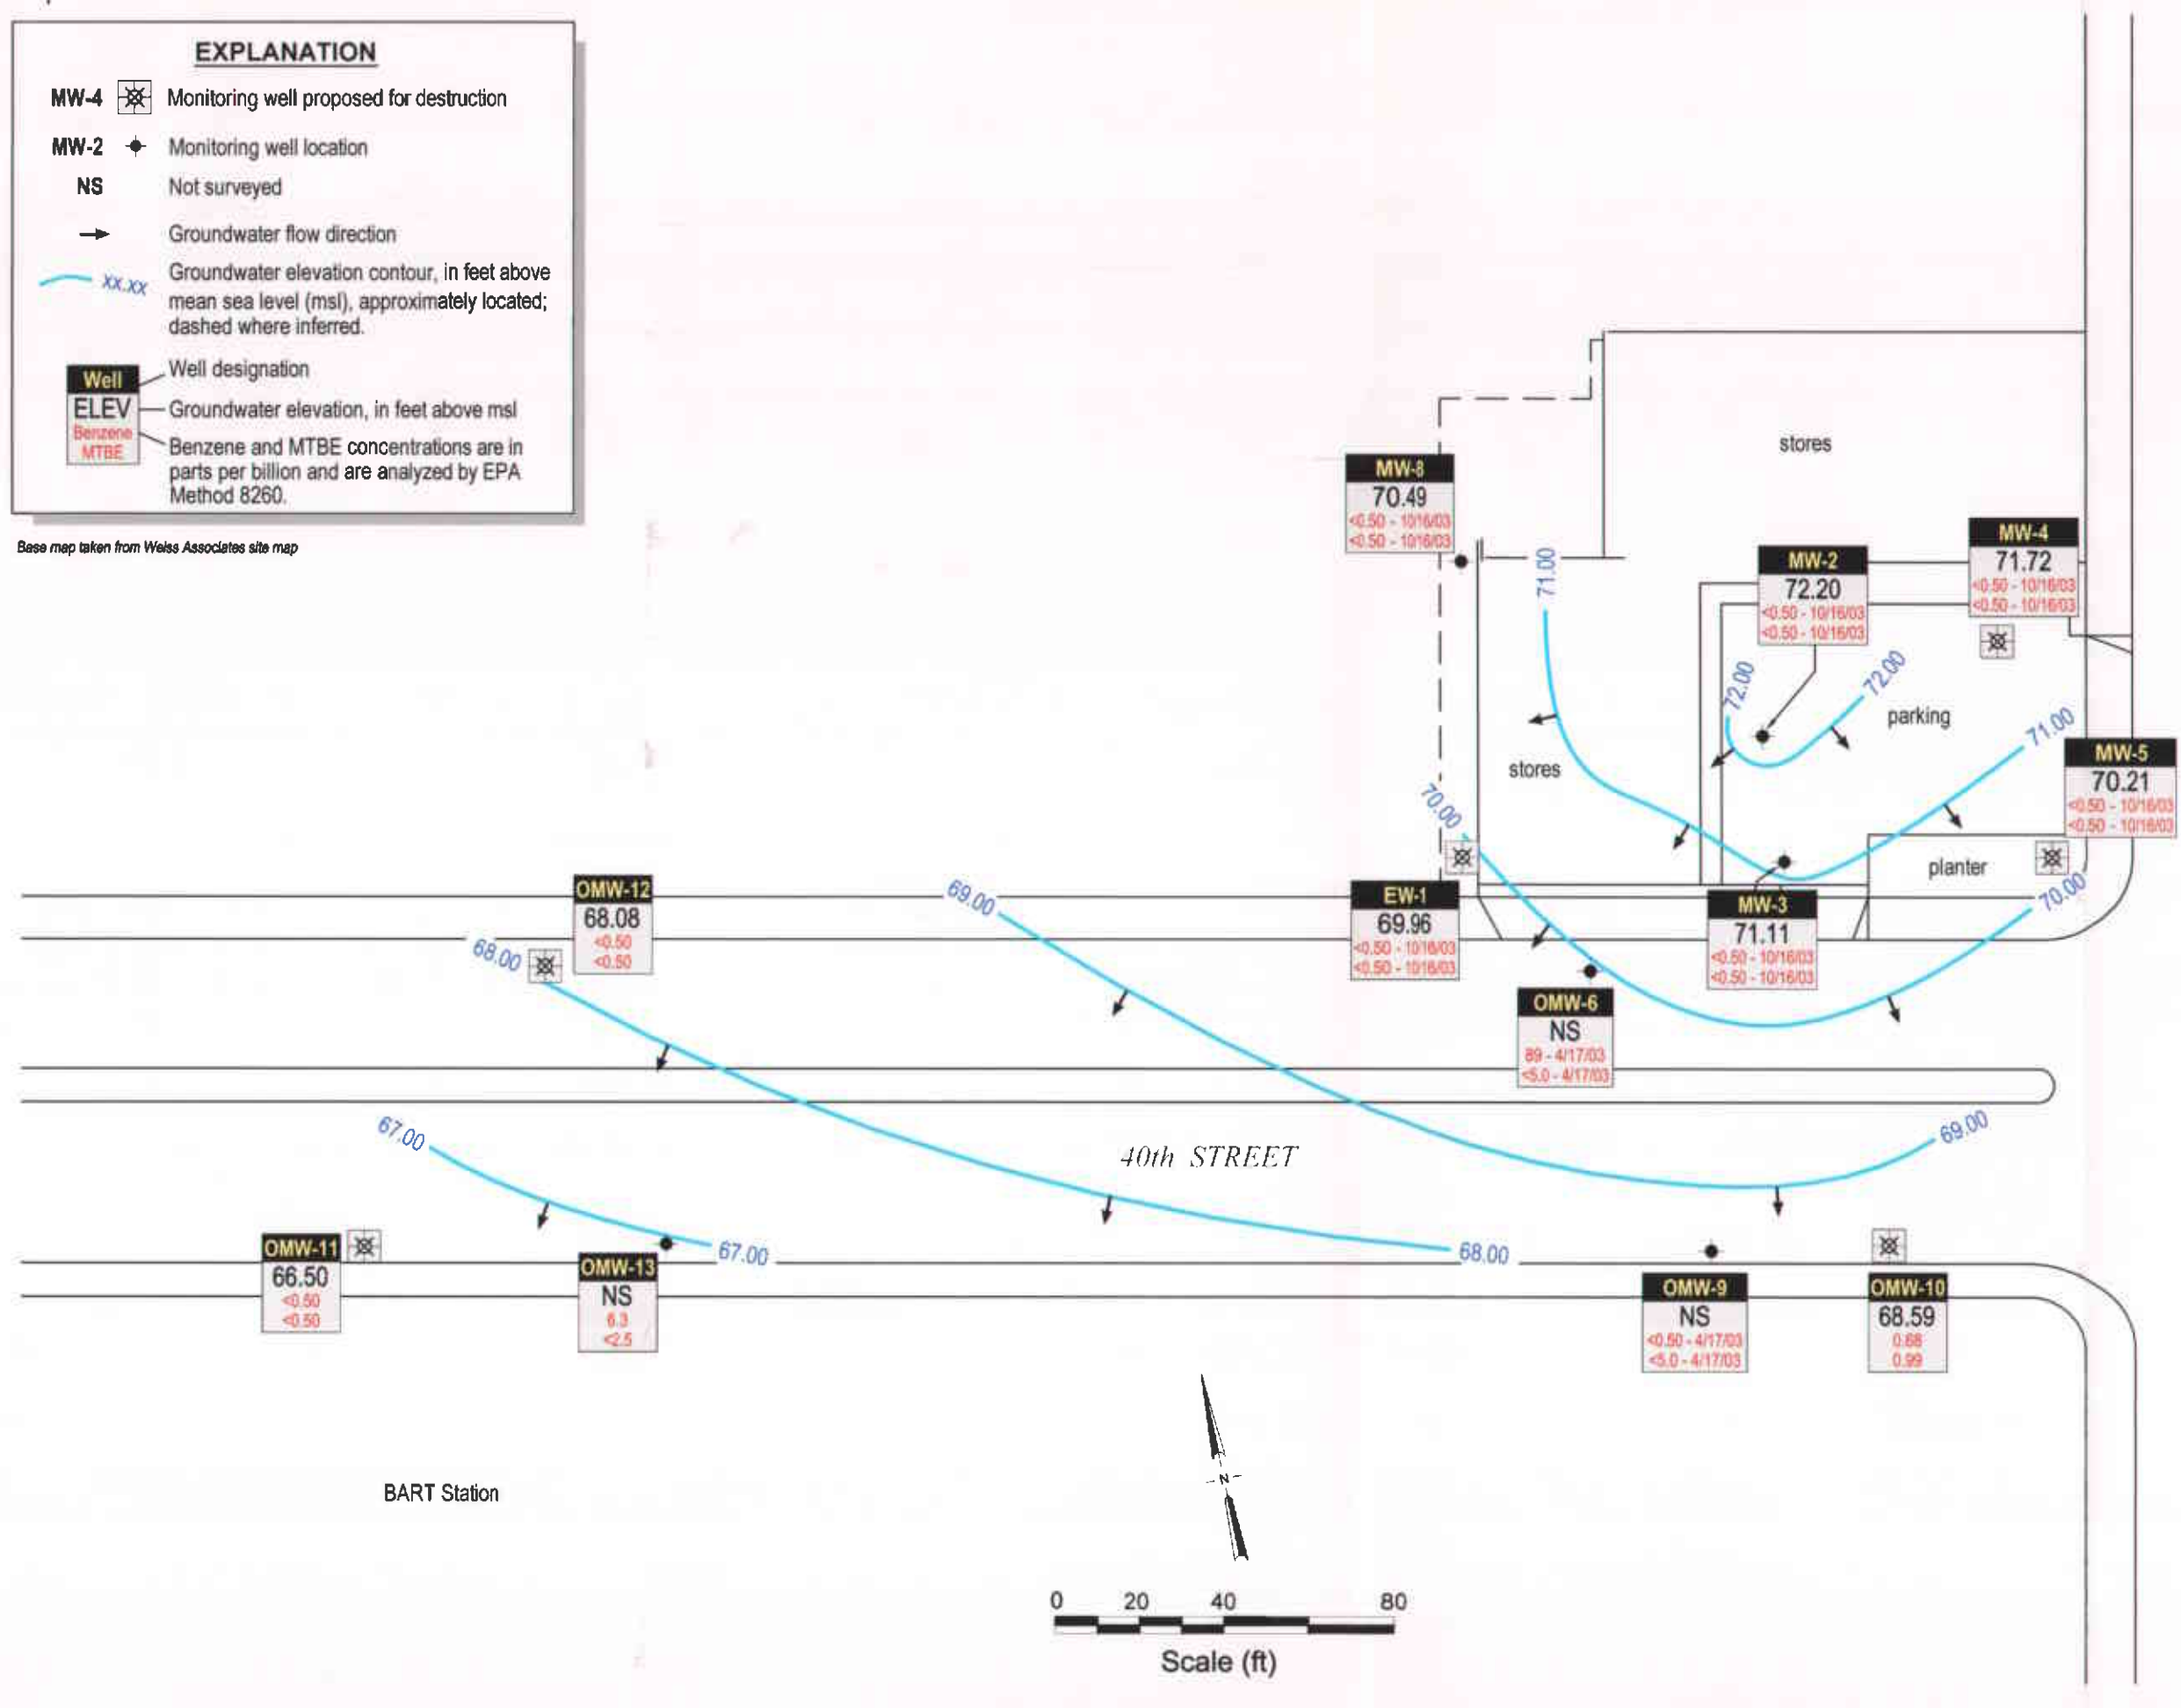 EXPLANATION
MW-4 Monitoring well proposed for destruction
MW-2 Monitoring well location
NS Not surveyed
Groundwater flow direction
xx.xx Groundwater elevation contour, in feet above
mean sea level (msl), approximately located;
dashed where inferred.
Well
ELEV
Benzene
MTBE
Well designation
Groundwater elevation, in feet above msl
Benzene and MTBE concentrations are in
parts per billion and are analyzed by EPA
Method 8260.
Base map taken from Weiss Associates site map
stores
MW-8
70.49
<0.50 - 10/16/03
<0.50 - 10/16/03
MW-4
71.72
<0.50 - 10/16/03
<0.50 - 10/16/03
MW-2
72.20
<0.50 - 10/16/03
<0.50 - 10/16/03
71.00
72.00
72.00
parking
71.00
stores
MW-5
70.21
<0.50 - 10/16/03
<0.50 - 10/16/03
70.00
planter
70.00
OMW-12
68.08
<0.50
<0.50
69.00
68.00
EW-1
69.96
<0.50 - 10/16/03
<0.50 - 10/16/03
MW-3
71.11
<0.50 - 10/16/03
<0.50 - 10/16/03
OMW-6
NS
89 - 4/17/03
<5.0 - 4/17/03
67.00
40th STREET
69.00
OMW-11
66.50
<0.50
<0.50
OMW-13
NS
6.3
<2.5
67.00
68.00
OMW-9
NS
<0.50 - 4/17/03
<5.0 - 4/17/03
OMW-10
68.59
0.68
0.99
BART Station
N
0 20 40 80
Scale (ft)